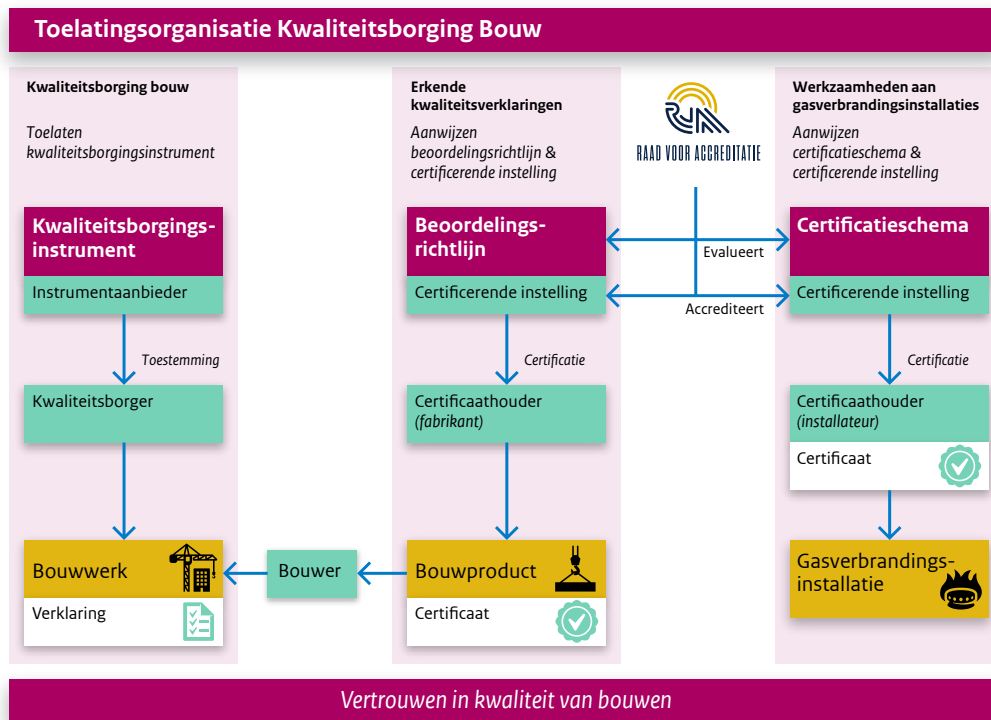 Toelatingsorganisatie Kwaliteitsborging Bouw
Kwaliteitsborging bouw
Toelaten
kwaliteitsborgingsinstrument
Kwaliteitsborgings-
instrument
Instrumentaanbieder
Toestemming
Kwaliteitsborger
Bouwwerk
Verklaring
Bouwer
Erkende
kwaliteitsverklaringen
Aanwijzen
beoordelingsrichtlijn &
certificerende instelling
Beoordelings-
richtlijn
Certificerende instelling
Certificatie
Certificaathouder
(fabrikant)
Bouwproduct
Certificaat
RAAD VOOR ACCREDITATIE
Evalueert
Accrediteert
Werkzaamheden aan
gasverbrandingsinstallaties
Aanwijzen
certificatieschema &
certificerende instelling
Certificatieschema
Certificerende instelling
Certificatie
Certificaathouder
(installateur)
Certificaat
Gasverbrandings-
installatie
Vertrouwen in kwaliteit van bouwen